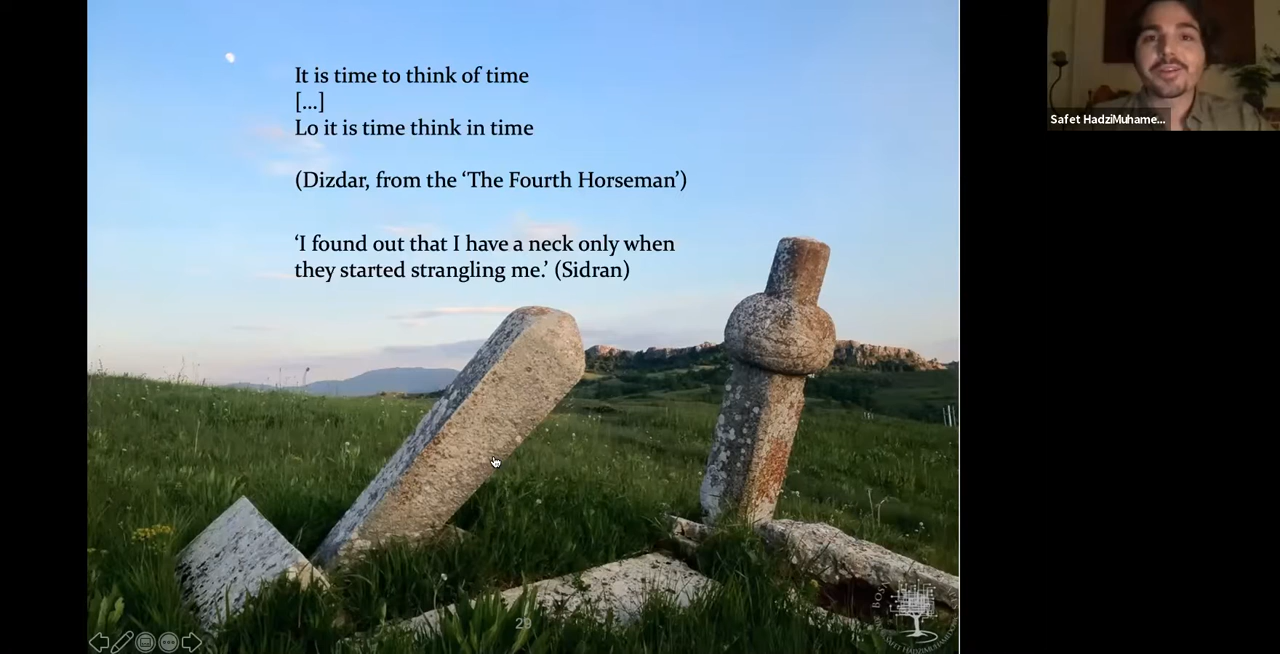 It is time to think of time
[...]
Lo it is time think in time
(Dizdar, from the ‘The Fourth Horseman’)
‘I found out that I have a neck only when
they started strangling me.’ (Sidran)
Safet HadziMuhame...
29